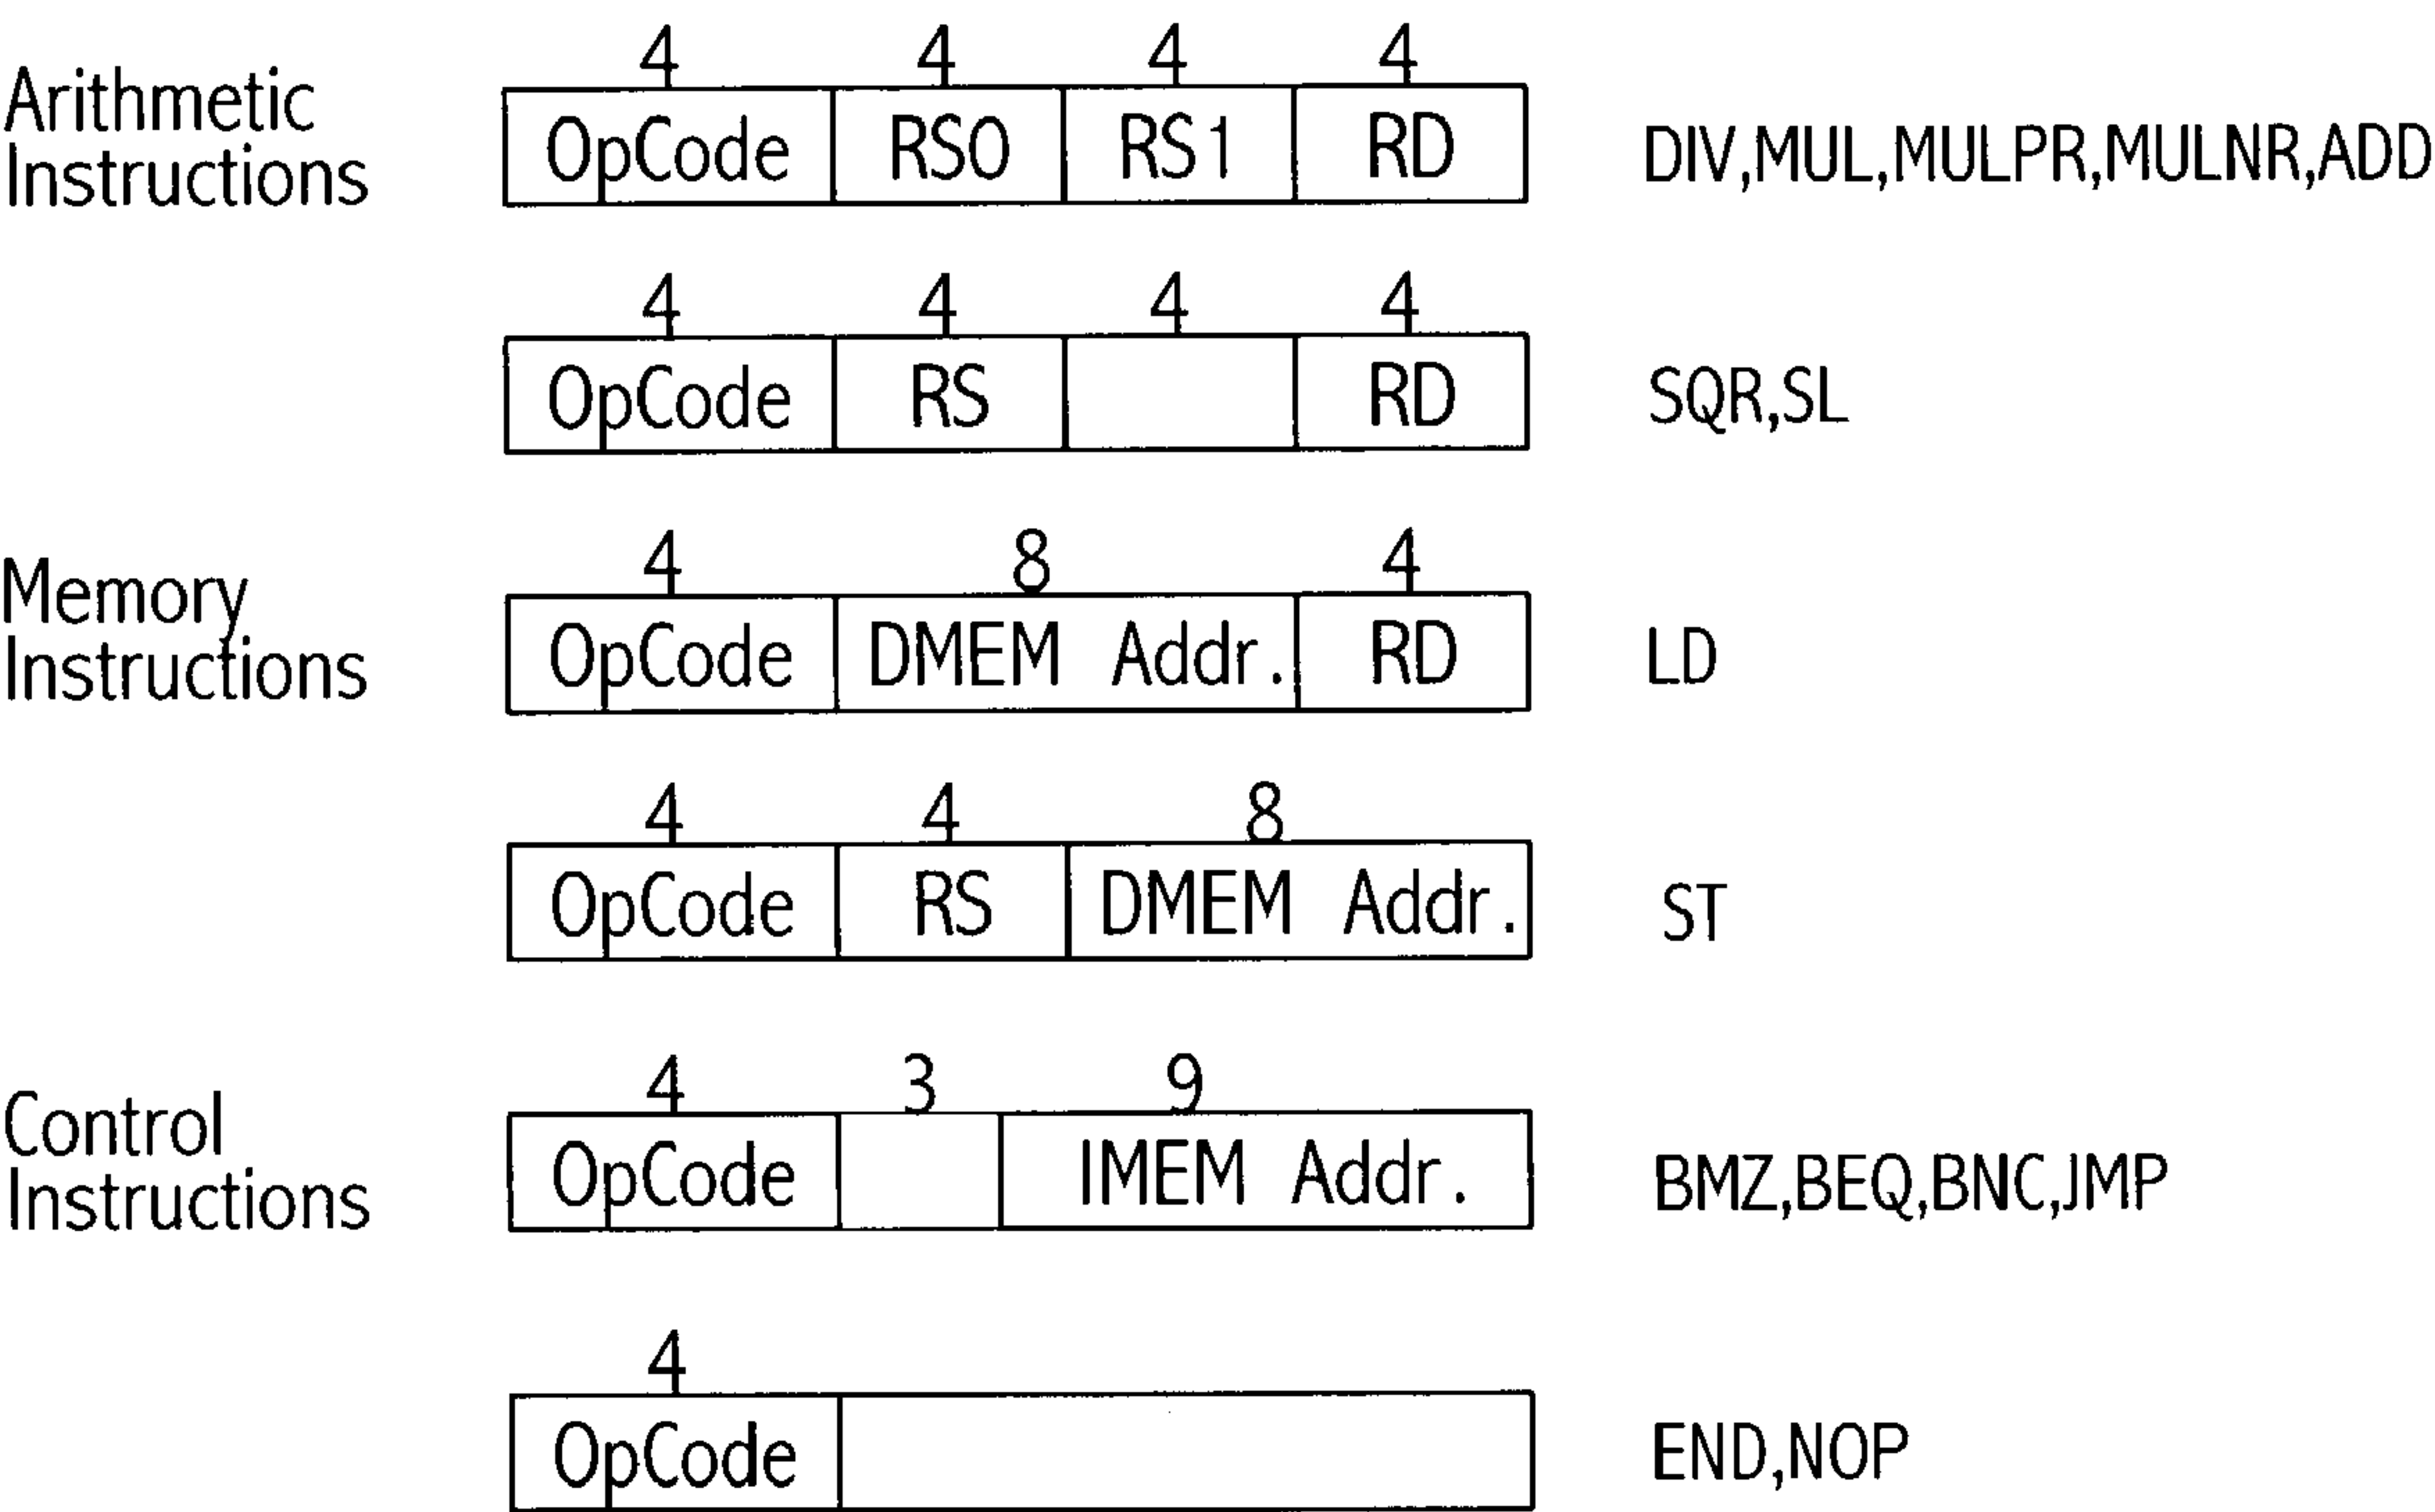 4 4 4 4
Arithmetic
Instructions
OpCode RS0 RS1 RD DIV,MUL,MULPR,MULNR,ADD
4 4 4 4
OpCode RS RD SQR,SL
4 8 4
Memory
Instructions
OpCode DMEM Addr. RD LD
4 4 8
OpCode RS DMEM Addr. ST
4 3 9
Control
Instructions
OpCode IMEM Addr. BMZ,BEQ,BNC,JMP
4
OpCode END,NOP